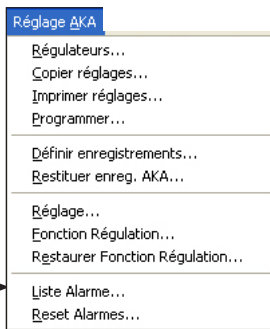 Réglage AKA
Régulateurs...
Copier réglages...
Imprimer réglages...
Programmer...
Définir enregistrements...
Restituer enreg. AKA...
Réglage...
Fonction Régulation...
Restaurer Fonction Régulation...
Liste Alarme...
Reset Alarmes...